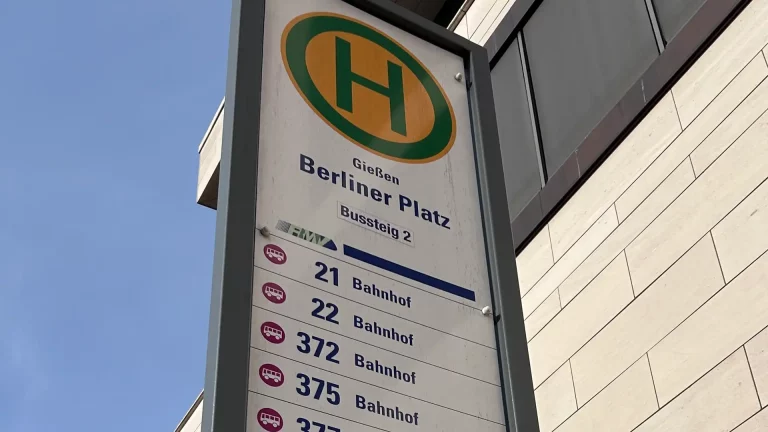 H
Gießen
Berliner Platz
Bussteig 2
RMV
21 Bahnhof
22 Bahnhof
372 Bahnhof
375 Bahnhof